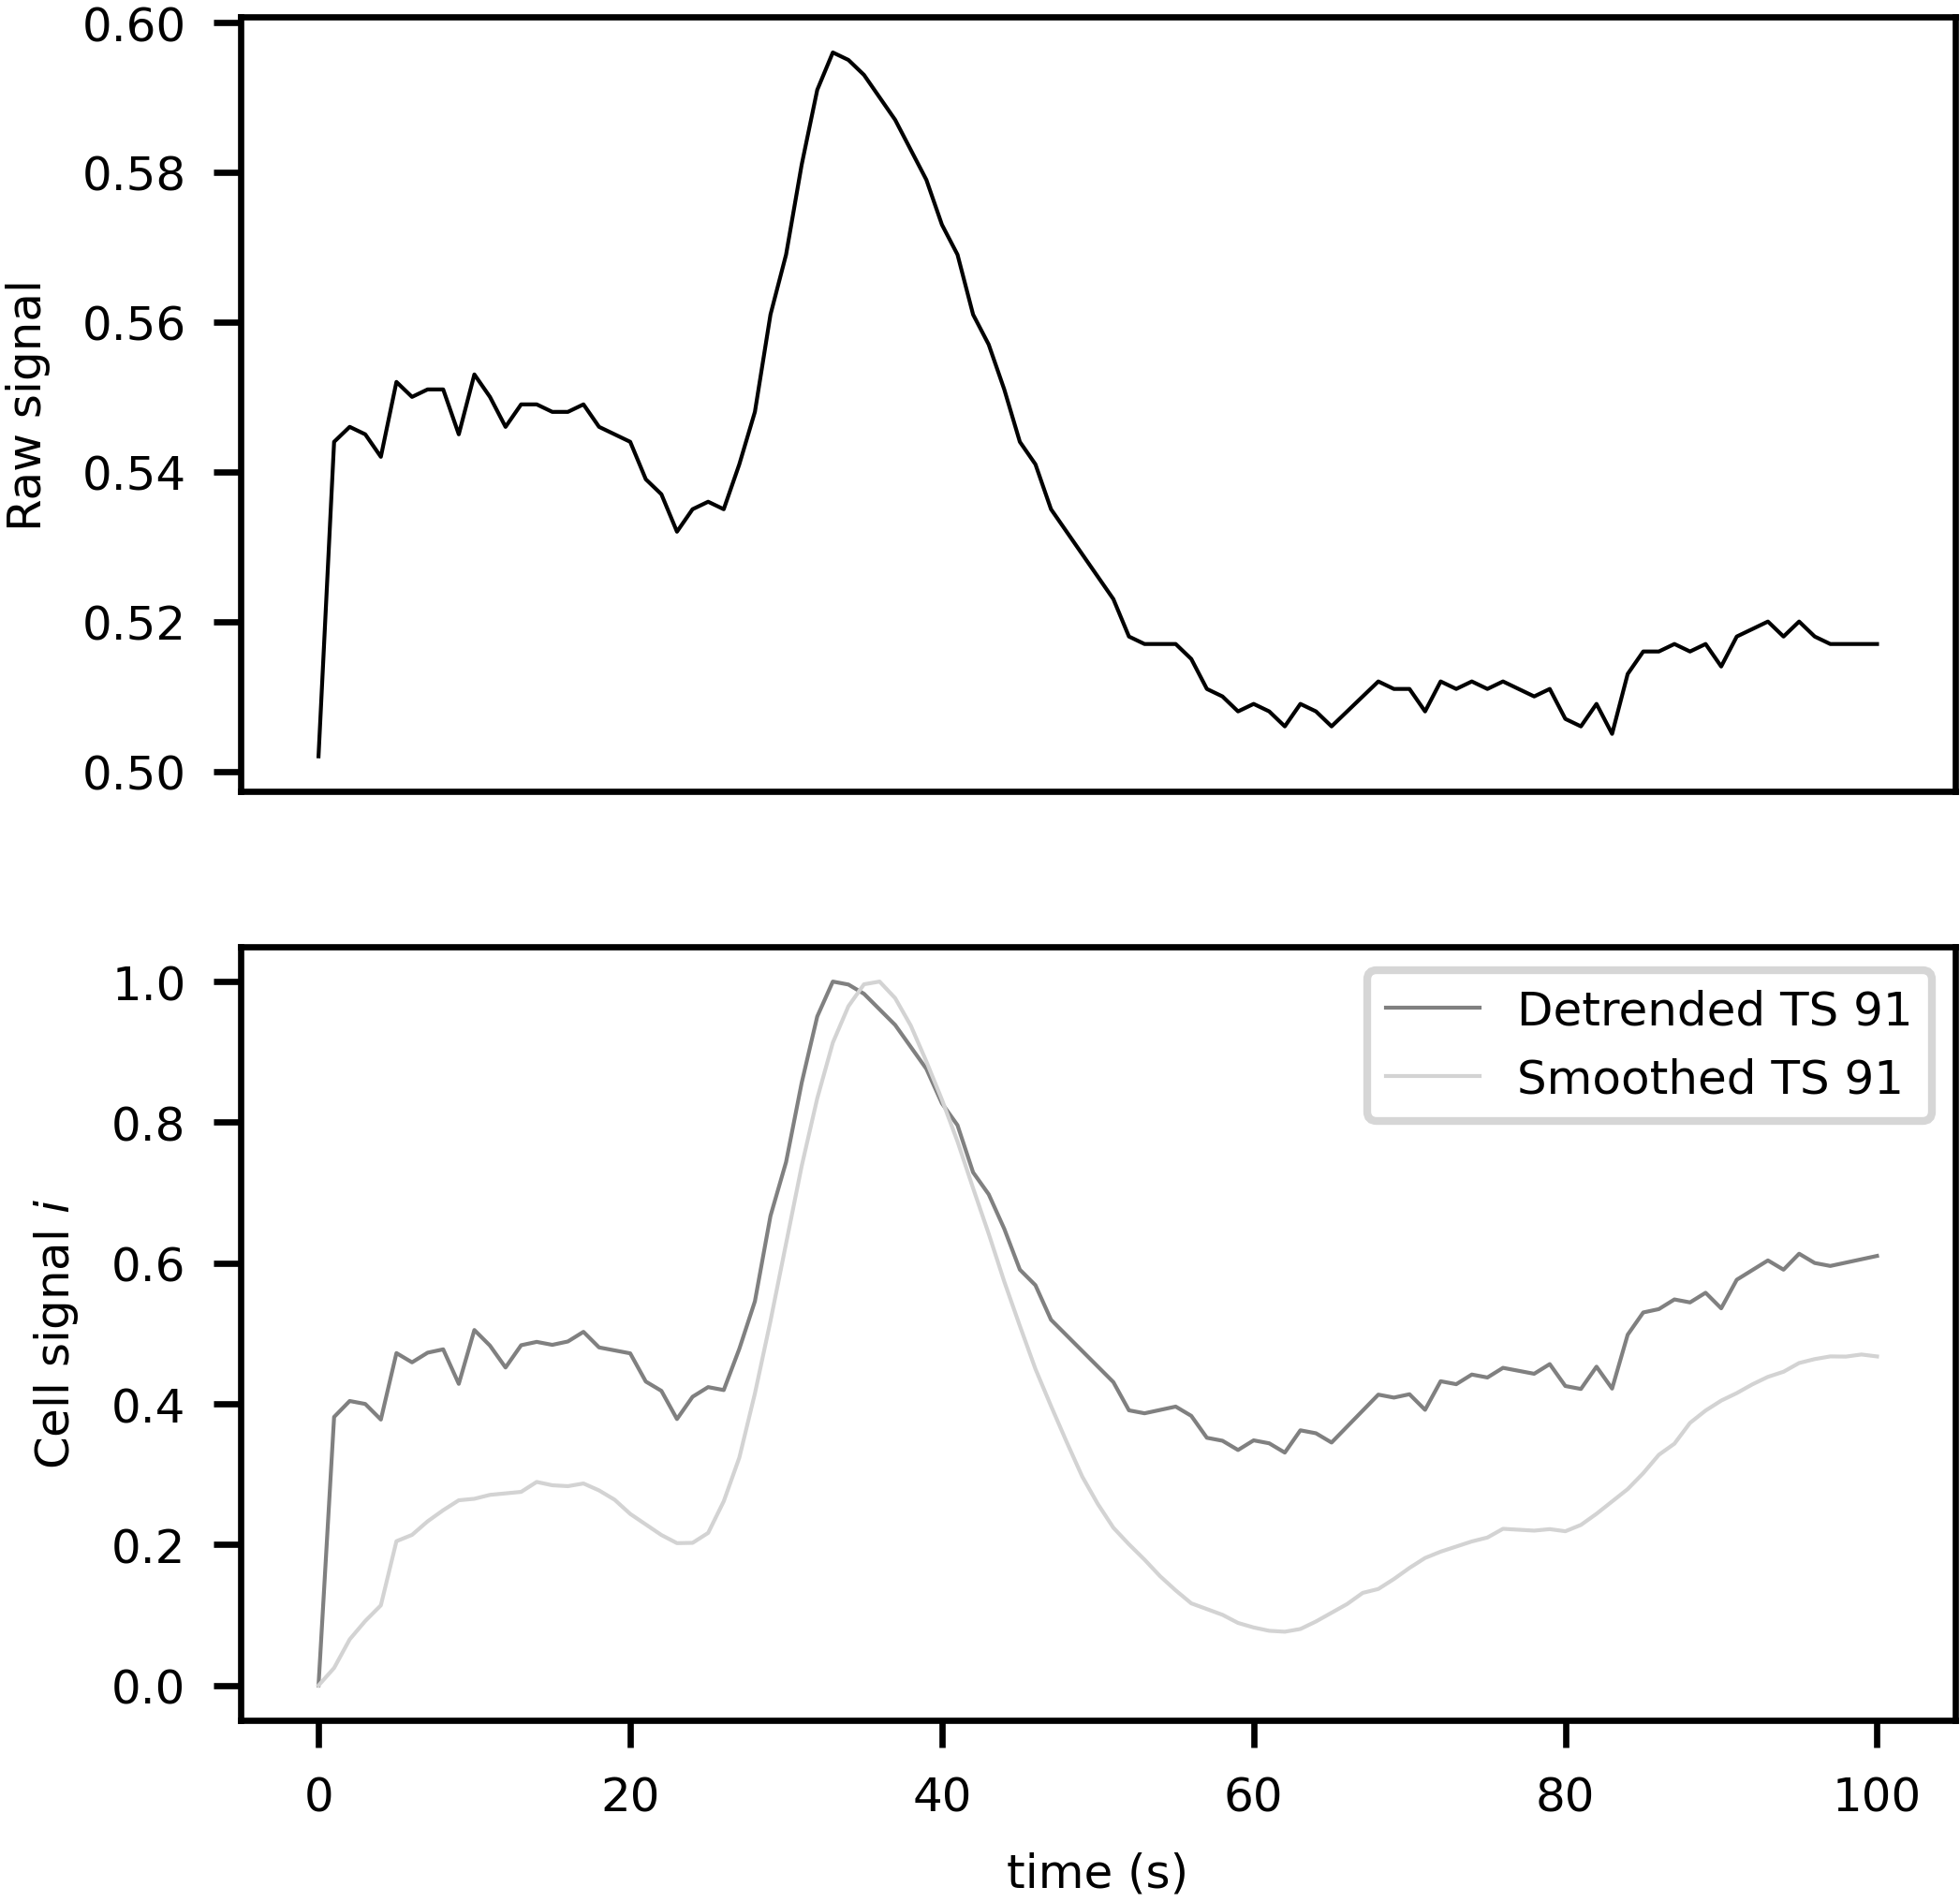 0.60
0.58
0.56
0.54
0.52
0.50
Raw signal
1.0
0.8
0.6
0.4
0.2
0.0
Cell signal i
Detrended TS 91
Smoothed TS 91
0 20 40 60 80 100
time (s)